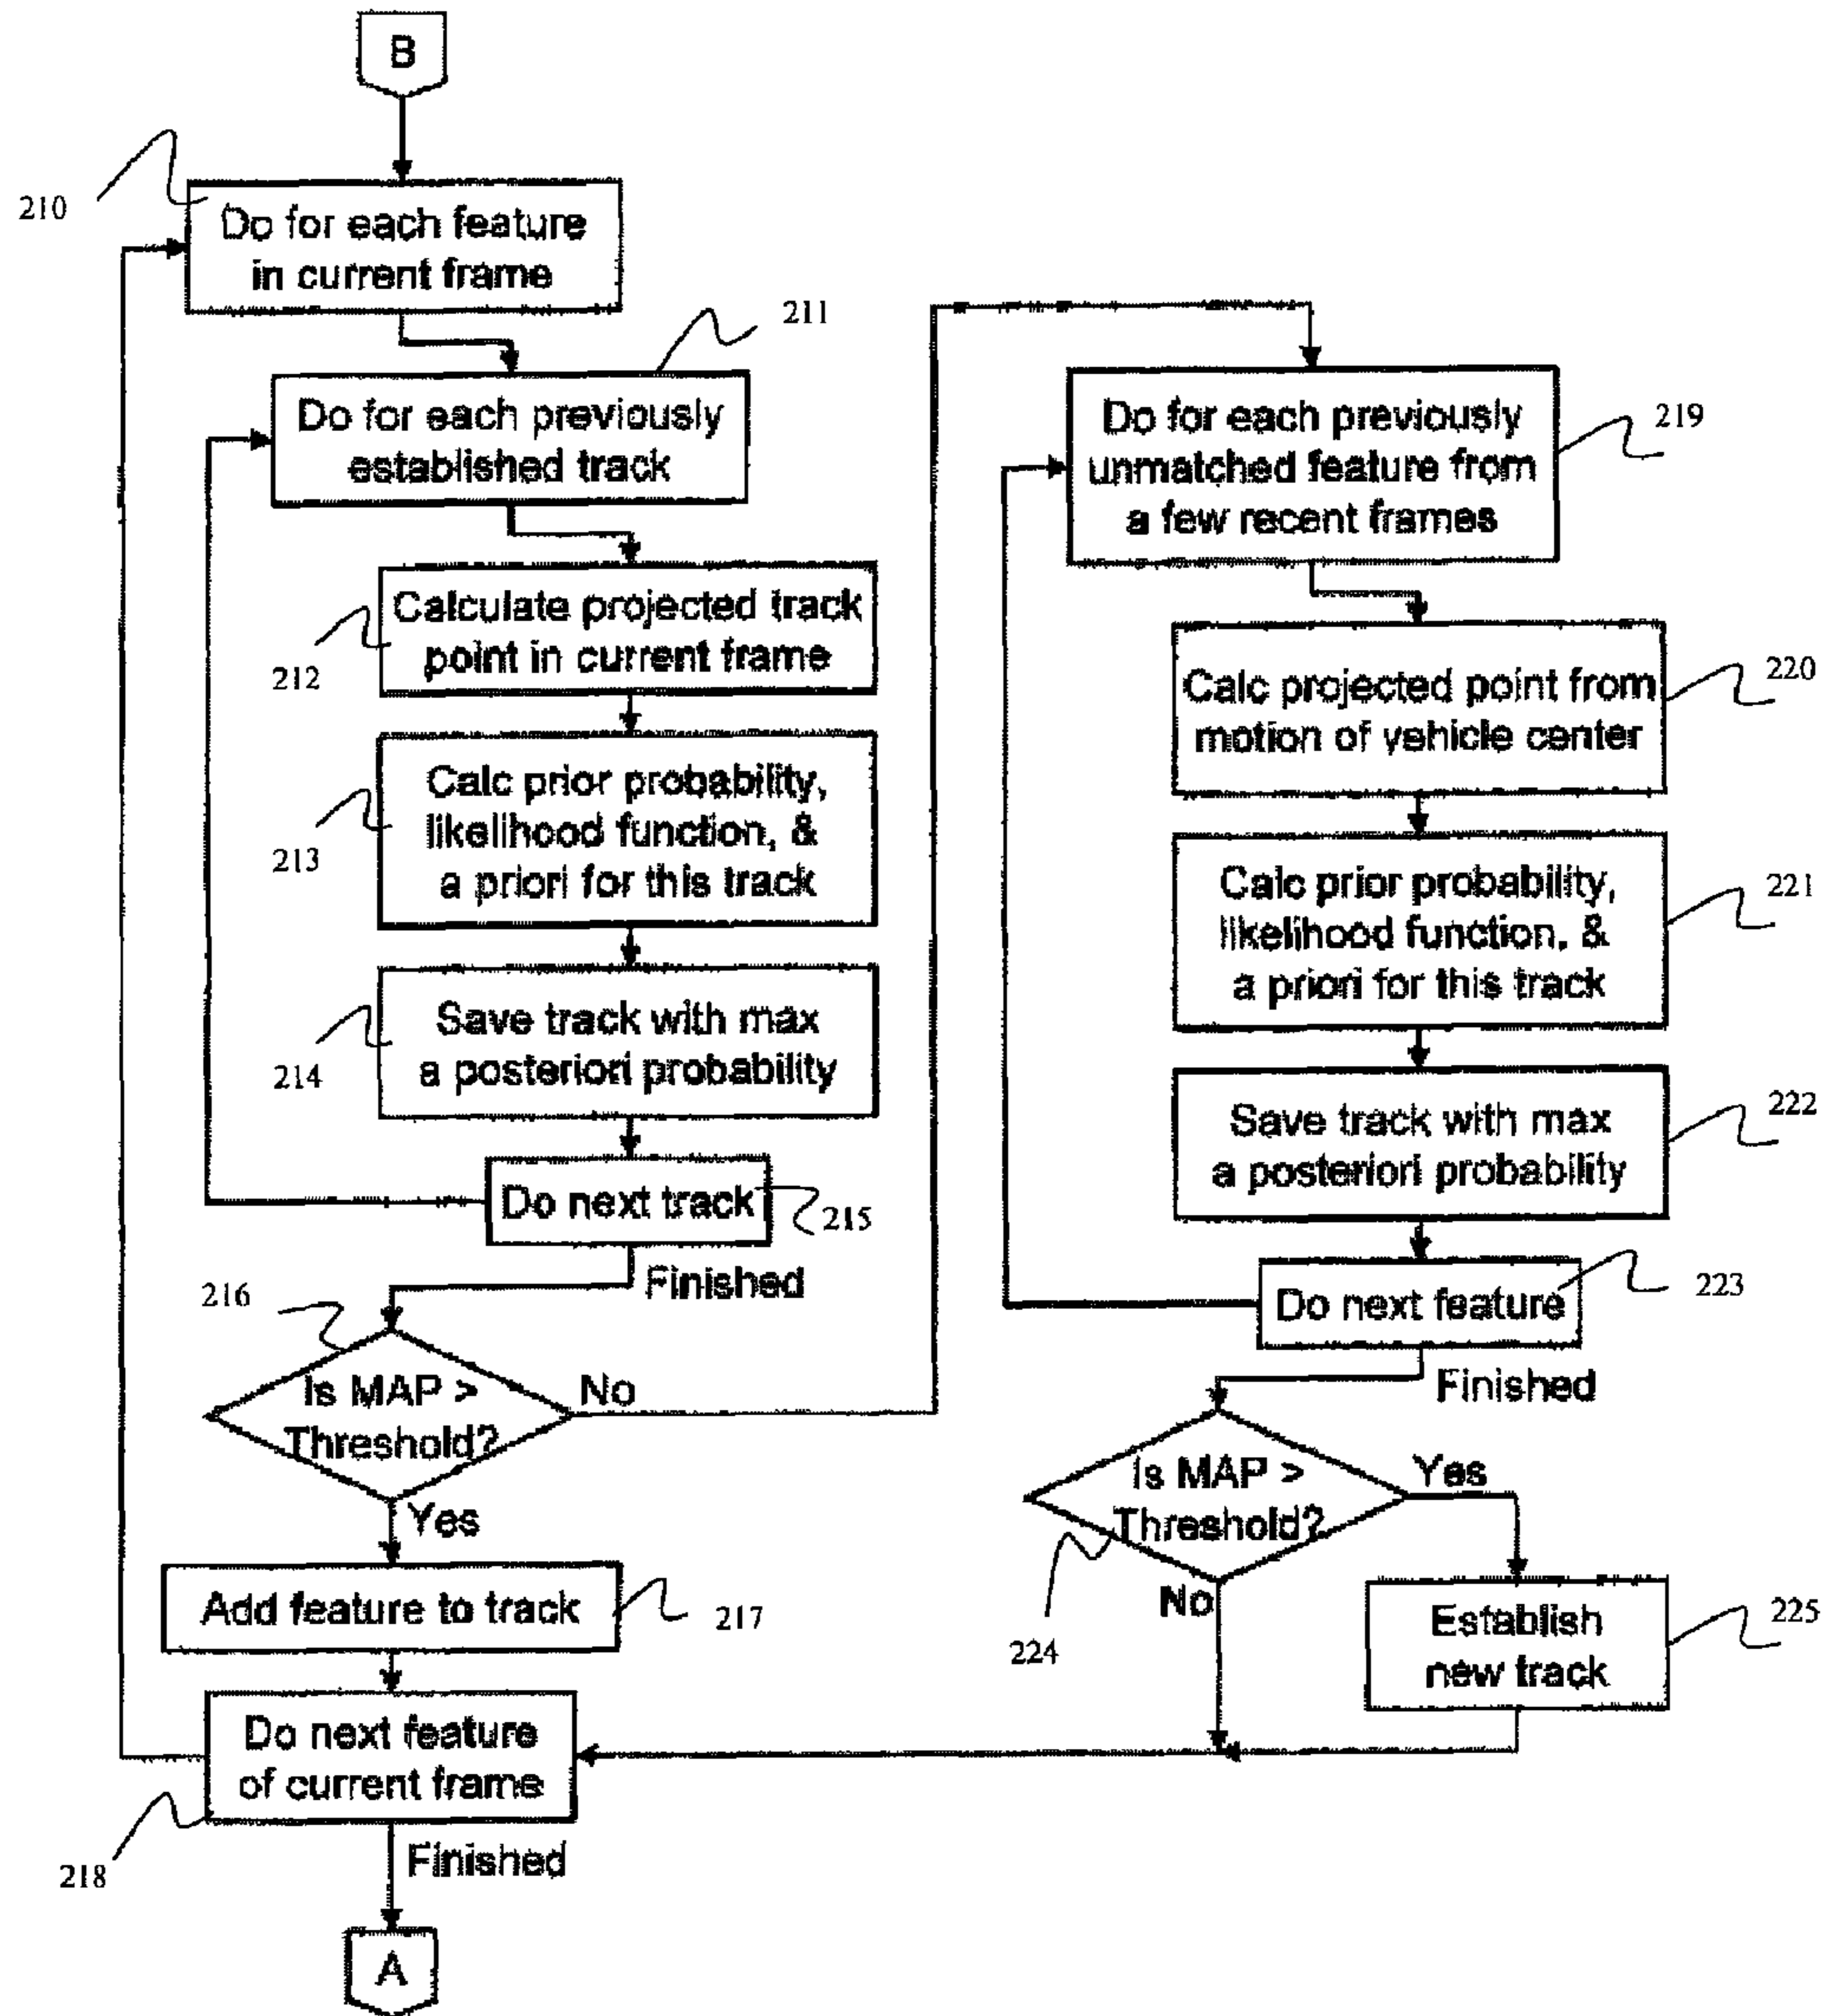 B
210
Do for each feature
in current frame
211
Do for each previously
established track
212
Calculate projected track
point in current frame
213
Calc prior probability,
likelihood function, &
a priori for this track
214
Save track with max
a posteriori probability
Do next track
215
Finished
216
Is MAP >
Threshold?
No
Yes
Add feature to track
217
Do next feature
of current frame
218
Finished
A
Do for each previously
unmatched feature from
a few recent frames
219
Calc projected point from
motion of vehicle center
220
Calc prior probability,
likelihood function, &
a priori for this track
221
Save track with max
a posteriori probability
222
Do next feature
223
Finished
Is MAP >
Threshold?
Yes
No
224
Establish
new track
225